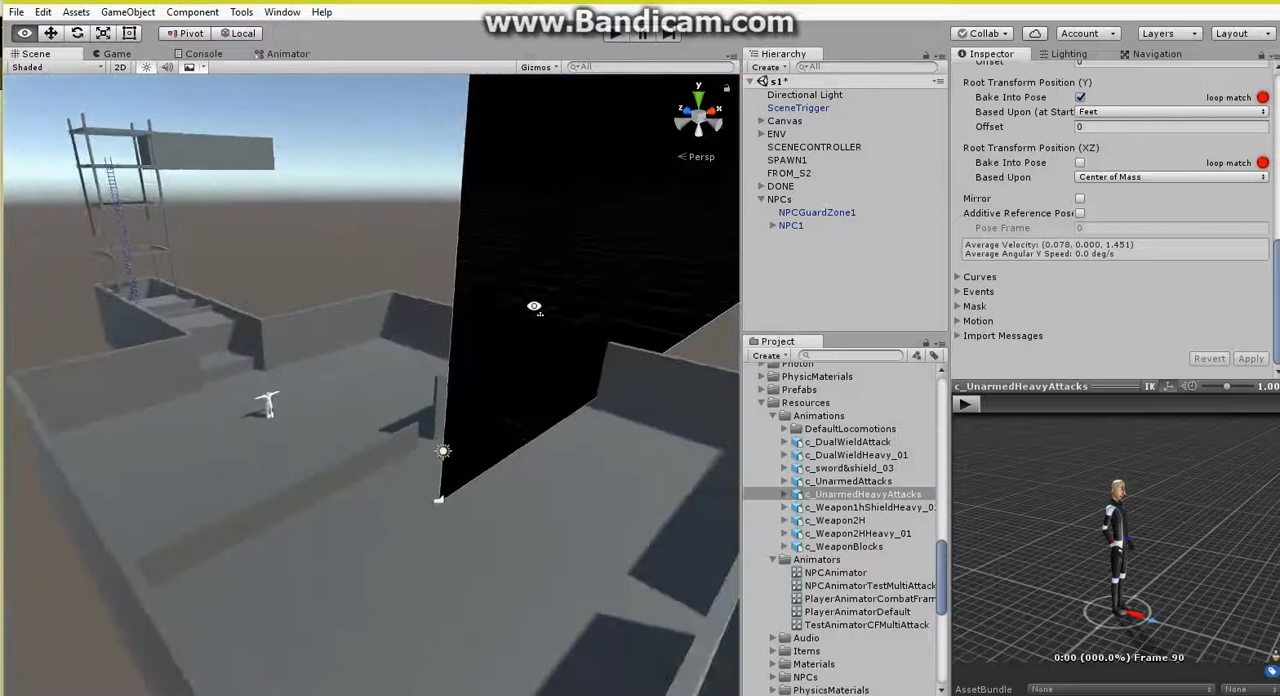 www.Bandicam.com
File Edit Assets GameObject Component Tools Window Help
Pivot Local
Collab Account Layers Layout
Scene Game Console Animator
Shaded 2D Gizmos All
y
z x
Persp
Hierarchy
Create All
s1*
Directional Light
SceneTrigger
Canvas
ENV
SCENECONTROLLER
SPAWN1
FROM_S2
DONE
NPCs
NPCGuardZone1
NPC1
Project
Create
Photon
PhysicMaterials
Prefabs
Resources
Animations
DefaultLocomotions
c_DualWieldAttack
c_DualWieldHeavy_01
c_sword&shield_03
c_UnarmedAttacks
c_UnarmedHeavyAttacks
c_Weapon1hShieldHeavy_0
c_Weapon2H
c_Weapon2HHeavy_01
c_WeaponBlocks
Animators
NPCAnimator
NPCAnimatorTestMultiAttack
PlayerAnimatorCombatFram
PlayerAnimatorDefault
TestAnimatorCFMultiAttack
Audio
Items
Materials
NPCs
PhysicsMaterials
Inspector Lighting Navigation
Offset 0
Root Transform Position (Y)
Bake Into Pose loop match
Based Upon (at Start Feet
Offset 0
Root Transform Position (XZ)
Bake Into Pose loop match
Based Upon Center of Mass
Mirror
Additive Reference Pose
Pose Frame 0
Average Velocity: (0.078, 0.000, 1.451)
Average Angular Y Speed: 0.0 deg/s
Curves
Events
Mask
Motion
Import Messages
Revert Apply
c_UnarmedHeavyAttacks IK 1.00
0:00 (000.0%) Frame 90
AssetBundle None None